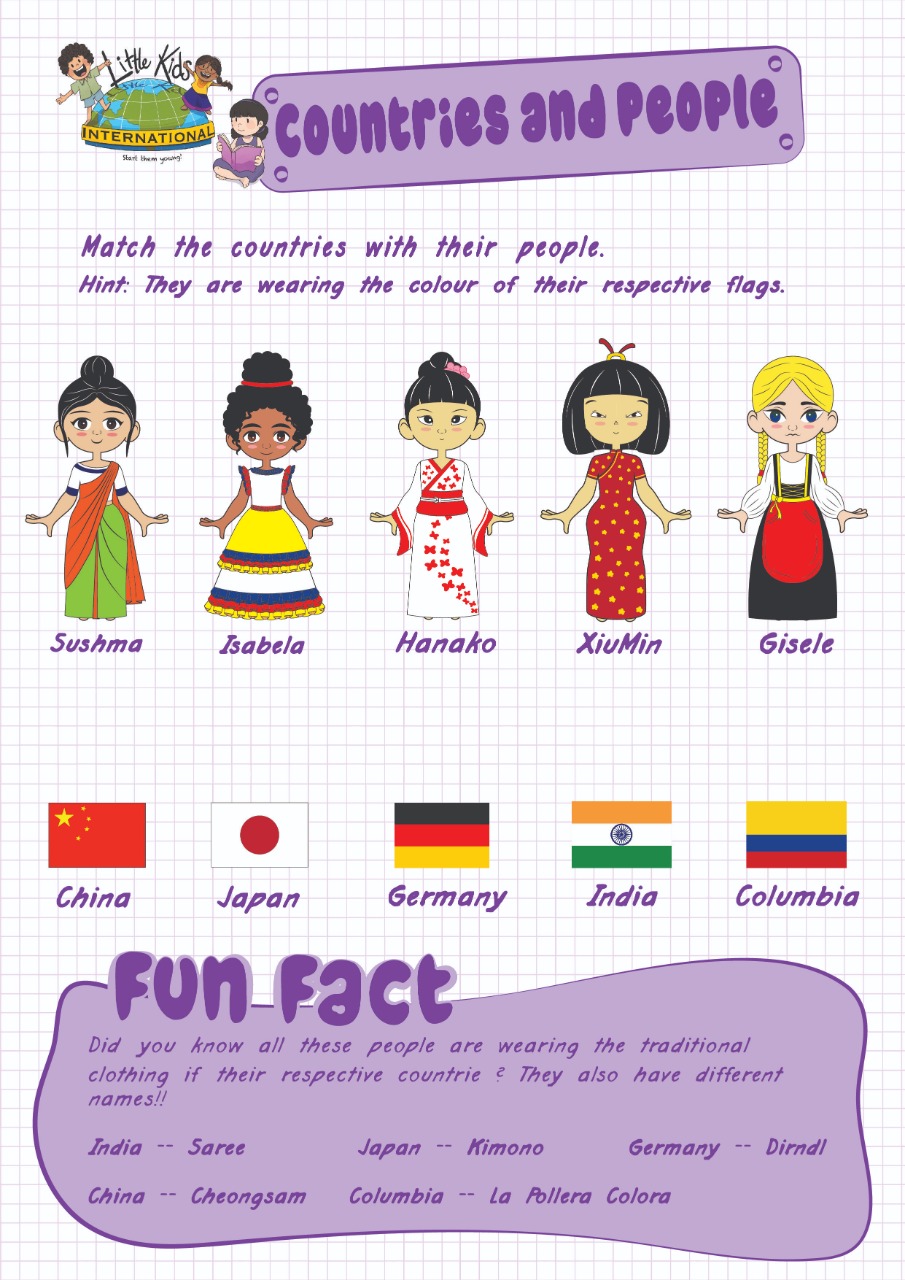 Little Kids
INTERNATIONAL
Start them young!
Countries and People
Match the countries with their people.
Hint: They are wearing the colour of their respective flags.
Sushma Isabela Hanako XiuMin Gisele
China Japan Germany India Columbia
Fun Fact
Did you know all these people are wearing the traditional
clothing if their respective countrie ? They also have different
names!!
India -- Saree Japan -- Kimono Germany -- Dirndl
China -- Cheongsam Columbia -- La Pollera Colora